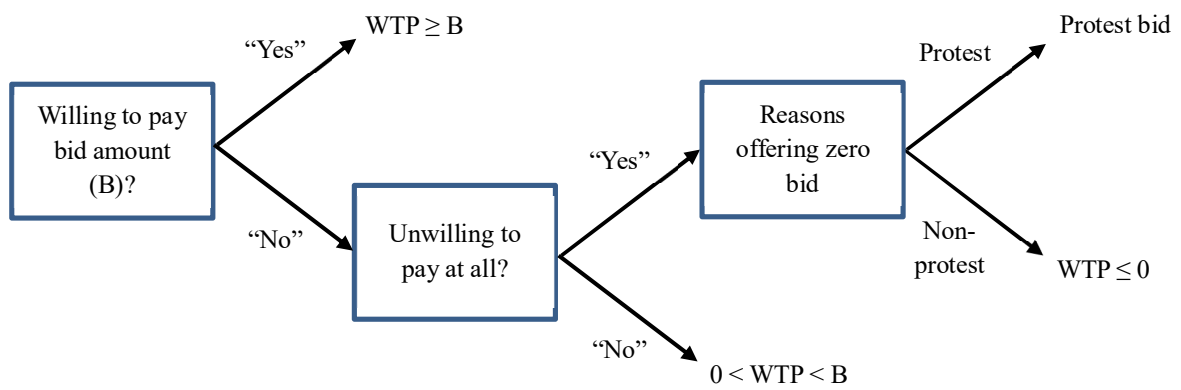 WTP ≥ B
“Yes”
Willing to pay
bid amount
(B)?
“No”
Unwilling to
pay at all?
“Yes”
“No”
0 < WTP < B
Reasons
offering zero
bid
Protest
Protest bid
Non-
protest
WTP ≤ 0